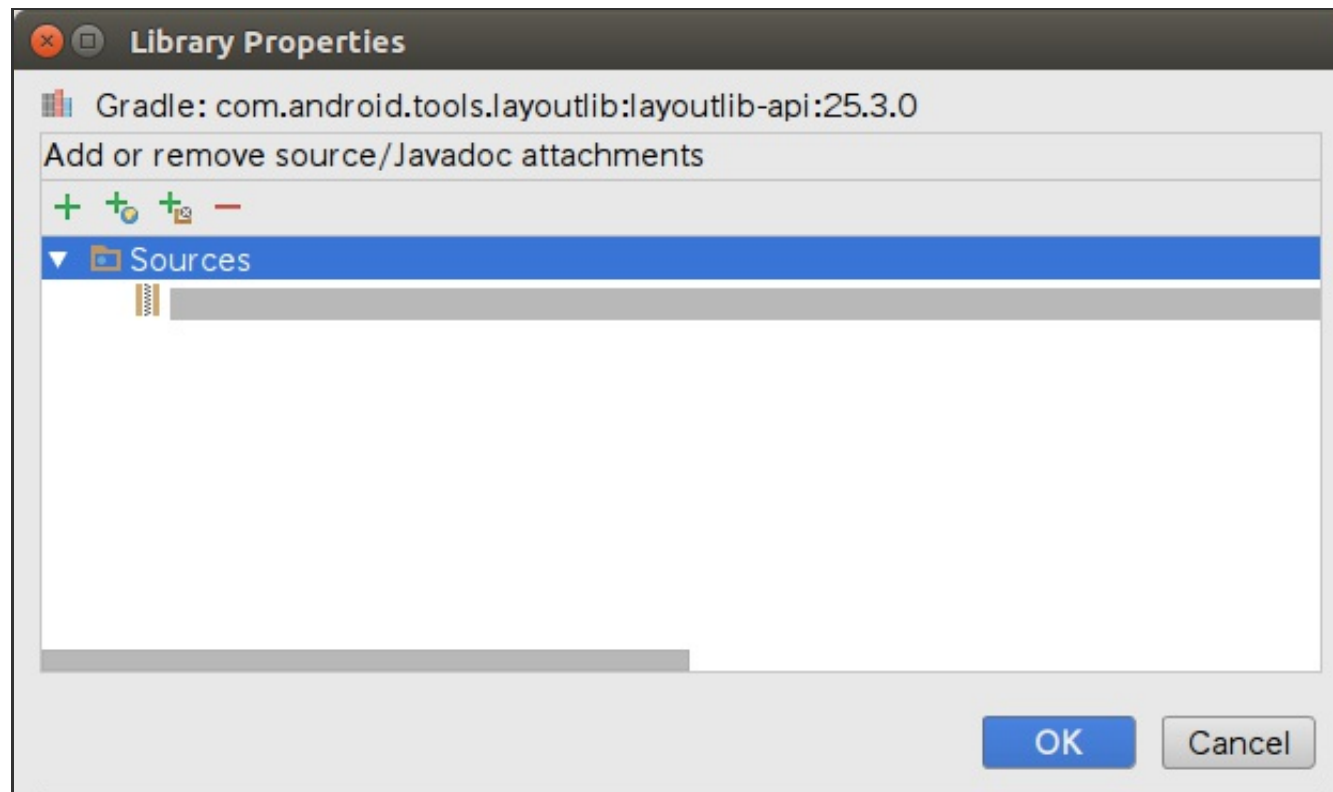 Library Properties
Gradle: com.android.tools.layoutlib:layoutlib-api:25.3.0
Add or remove source/Javadoc attachments
Sources
OK
Cancel